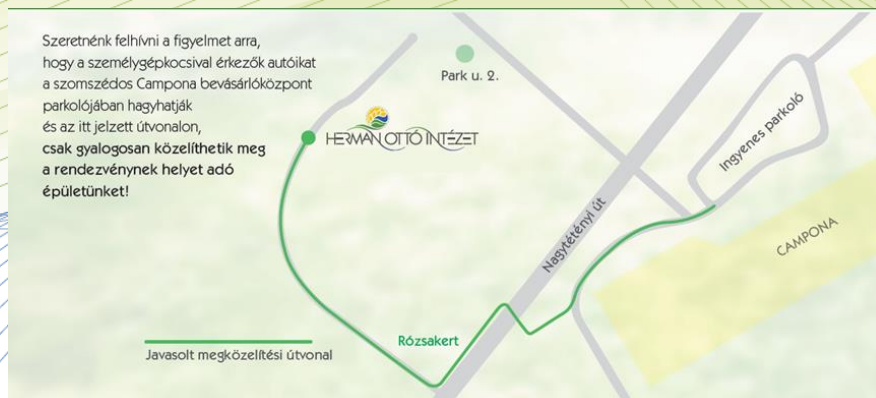 Szeretnénk felhívni a figyelmet arra,
hogy a személygépkocsival érkezők autóikat
a szomszédos Campona bevásárlóközpont
parkolójában hagyhatják
és az itt jelzett útvonalon,
csak gyalogosan közelíthetik meg
a rendezvénynek helyet adó
épületünket!
Park u. 2.
HERMAN OTTÓ INTÉZET
Ingyenes parkoló
Nagytétényi út
CAMPONA
Rózsakert
Javasolt megközelítési útvonal